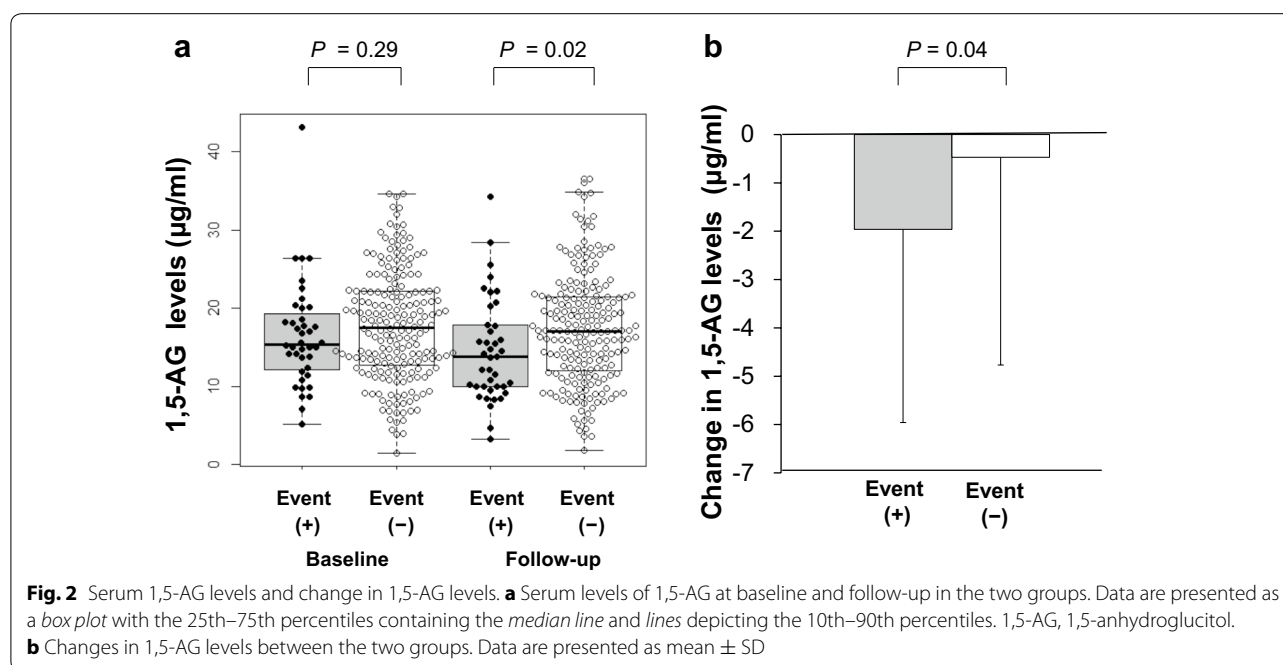 a
P = 0.29
P = 0.02
1,5-AG levels (µg/ml)
40
30
20
10
0
Event
(+)
Event
(−)
Event
(+)
Event
(−)
Baseline
Follow-up
b
P = 0.04
Change in 1,5-AG levels (µg/ml)
0
-1
-2
-3
-4
-5
-6
-7
Event
(+)
Event
(−)
Fig. 2 Serum 1,5-AG levels and change in 1,5-AG levels. a Serum levels of 1,5-AG at baseline and follow-up in the two groups. Data are presented as
a box plot with the 25th–75th percentiles containing the median line and lines depicting the 10th–90th percentiles. 1,5-AG, 1,5-anhydroglucitol.
b Changes in 1,5-AG levels between the two groups. Data are presented as mean ± SD